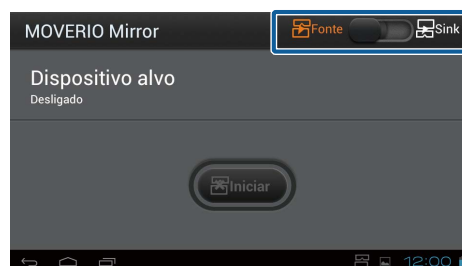 MOVERIO Mirror
Fonte
Sink
Dispositivo alvo
Desligado
Iniciar
12:00